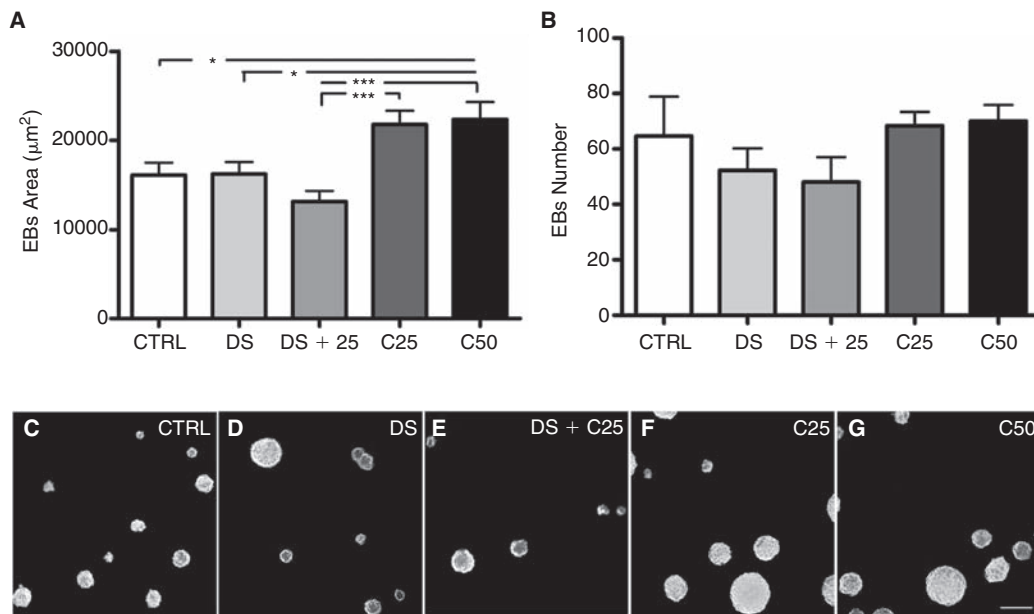 A
EBs Area (μm²)
30000
20000
10000
0
*
*
***
***
CTRL
DS
DS + 25
C25
C50
B
EBs Number
100
80
60
40
20
0
CTRL
DS
DS + 25
C25
C50
C
CTRL
D
DS
E
DS + C25
F
C25
G
C50